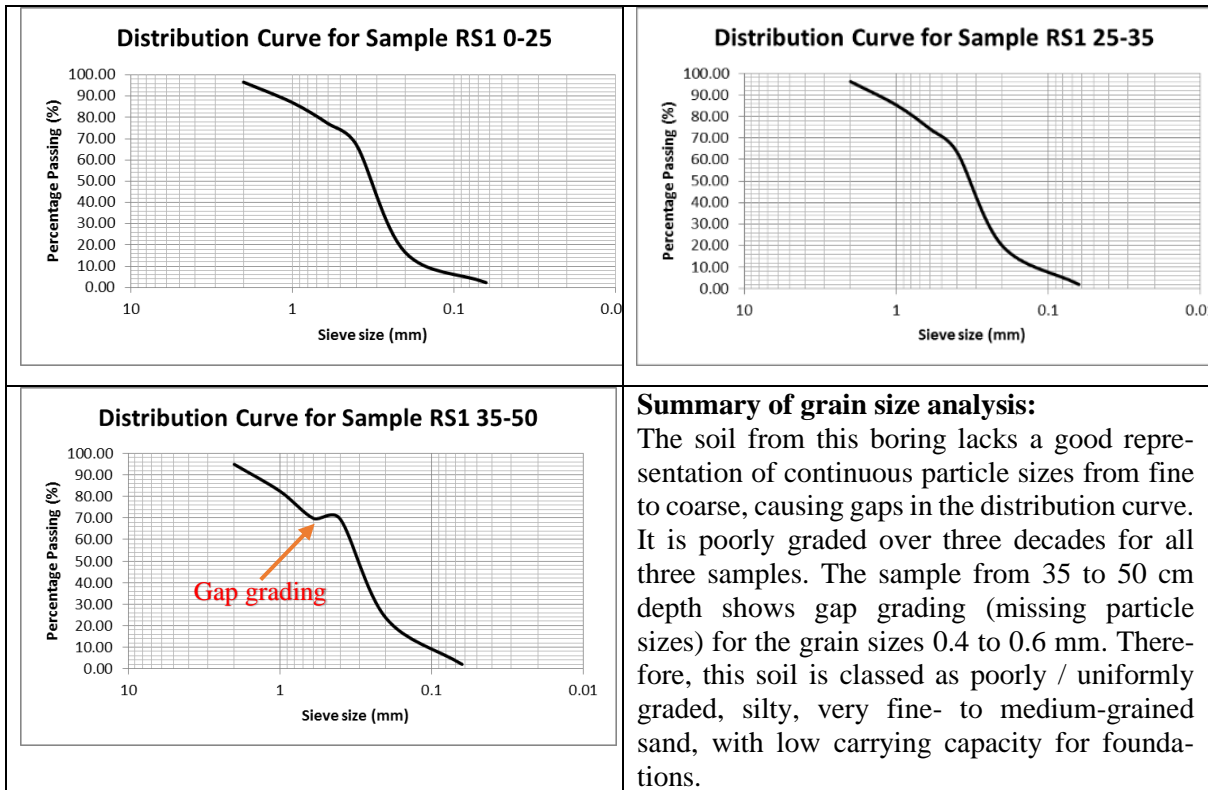 Distribution Curve for Sample RS1 0-25
Percentage Passing (%)
100.00
90.00
80.00
70.00
60.00
50.00
40.00
30.00
20.00
10.00
0.00
10
1
0.1
0.0
Sieve size (mm)
Distribution Curve for Sample RS1 25-35
Percentage Passing (%)
100.00
90.00
80.00
70.00
60.00
50.00
40.00
30.00
20.00
10.00
0.00
10
1
0.1
0.01
Sieve size (mm)
Distribution Curve for Sample RS1 35-50
Percentage Passing (%)
100.00
90.00
80.00
70.00
60.00
50.00
40.00
30.00
20.00
10.00
0.00
Gap grading
10
1
0.1
0.01
Sieve size (mm)
Summary of grain size analysis:
The soil from this boring lacks a good repre-
sentation of continuous particle sizes from fine
to coarse, causing gaps in the distribution curve.
It is poorly graded over three decades for all
three samples. The sample from 35 to 50 cm
depth shows gap grading (missing particle
sizes) for the grain sizes 0.4 to 0.6 mm. There-
fore, this soil is classed as poorly / uniformly
graded, silty, very fine- to medium-grained
sand, with low carrying capacity for founda-
tions.